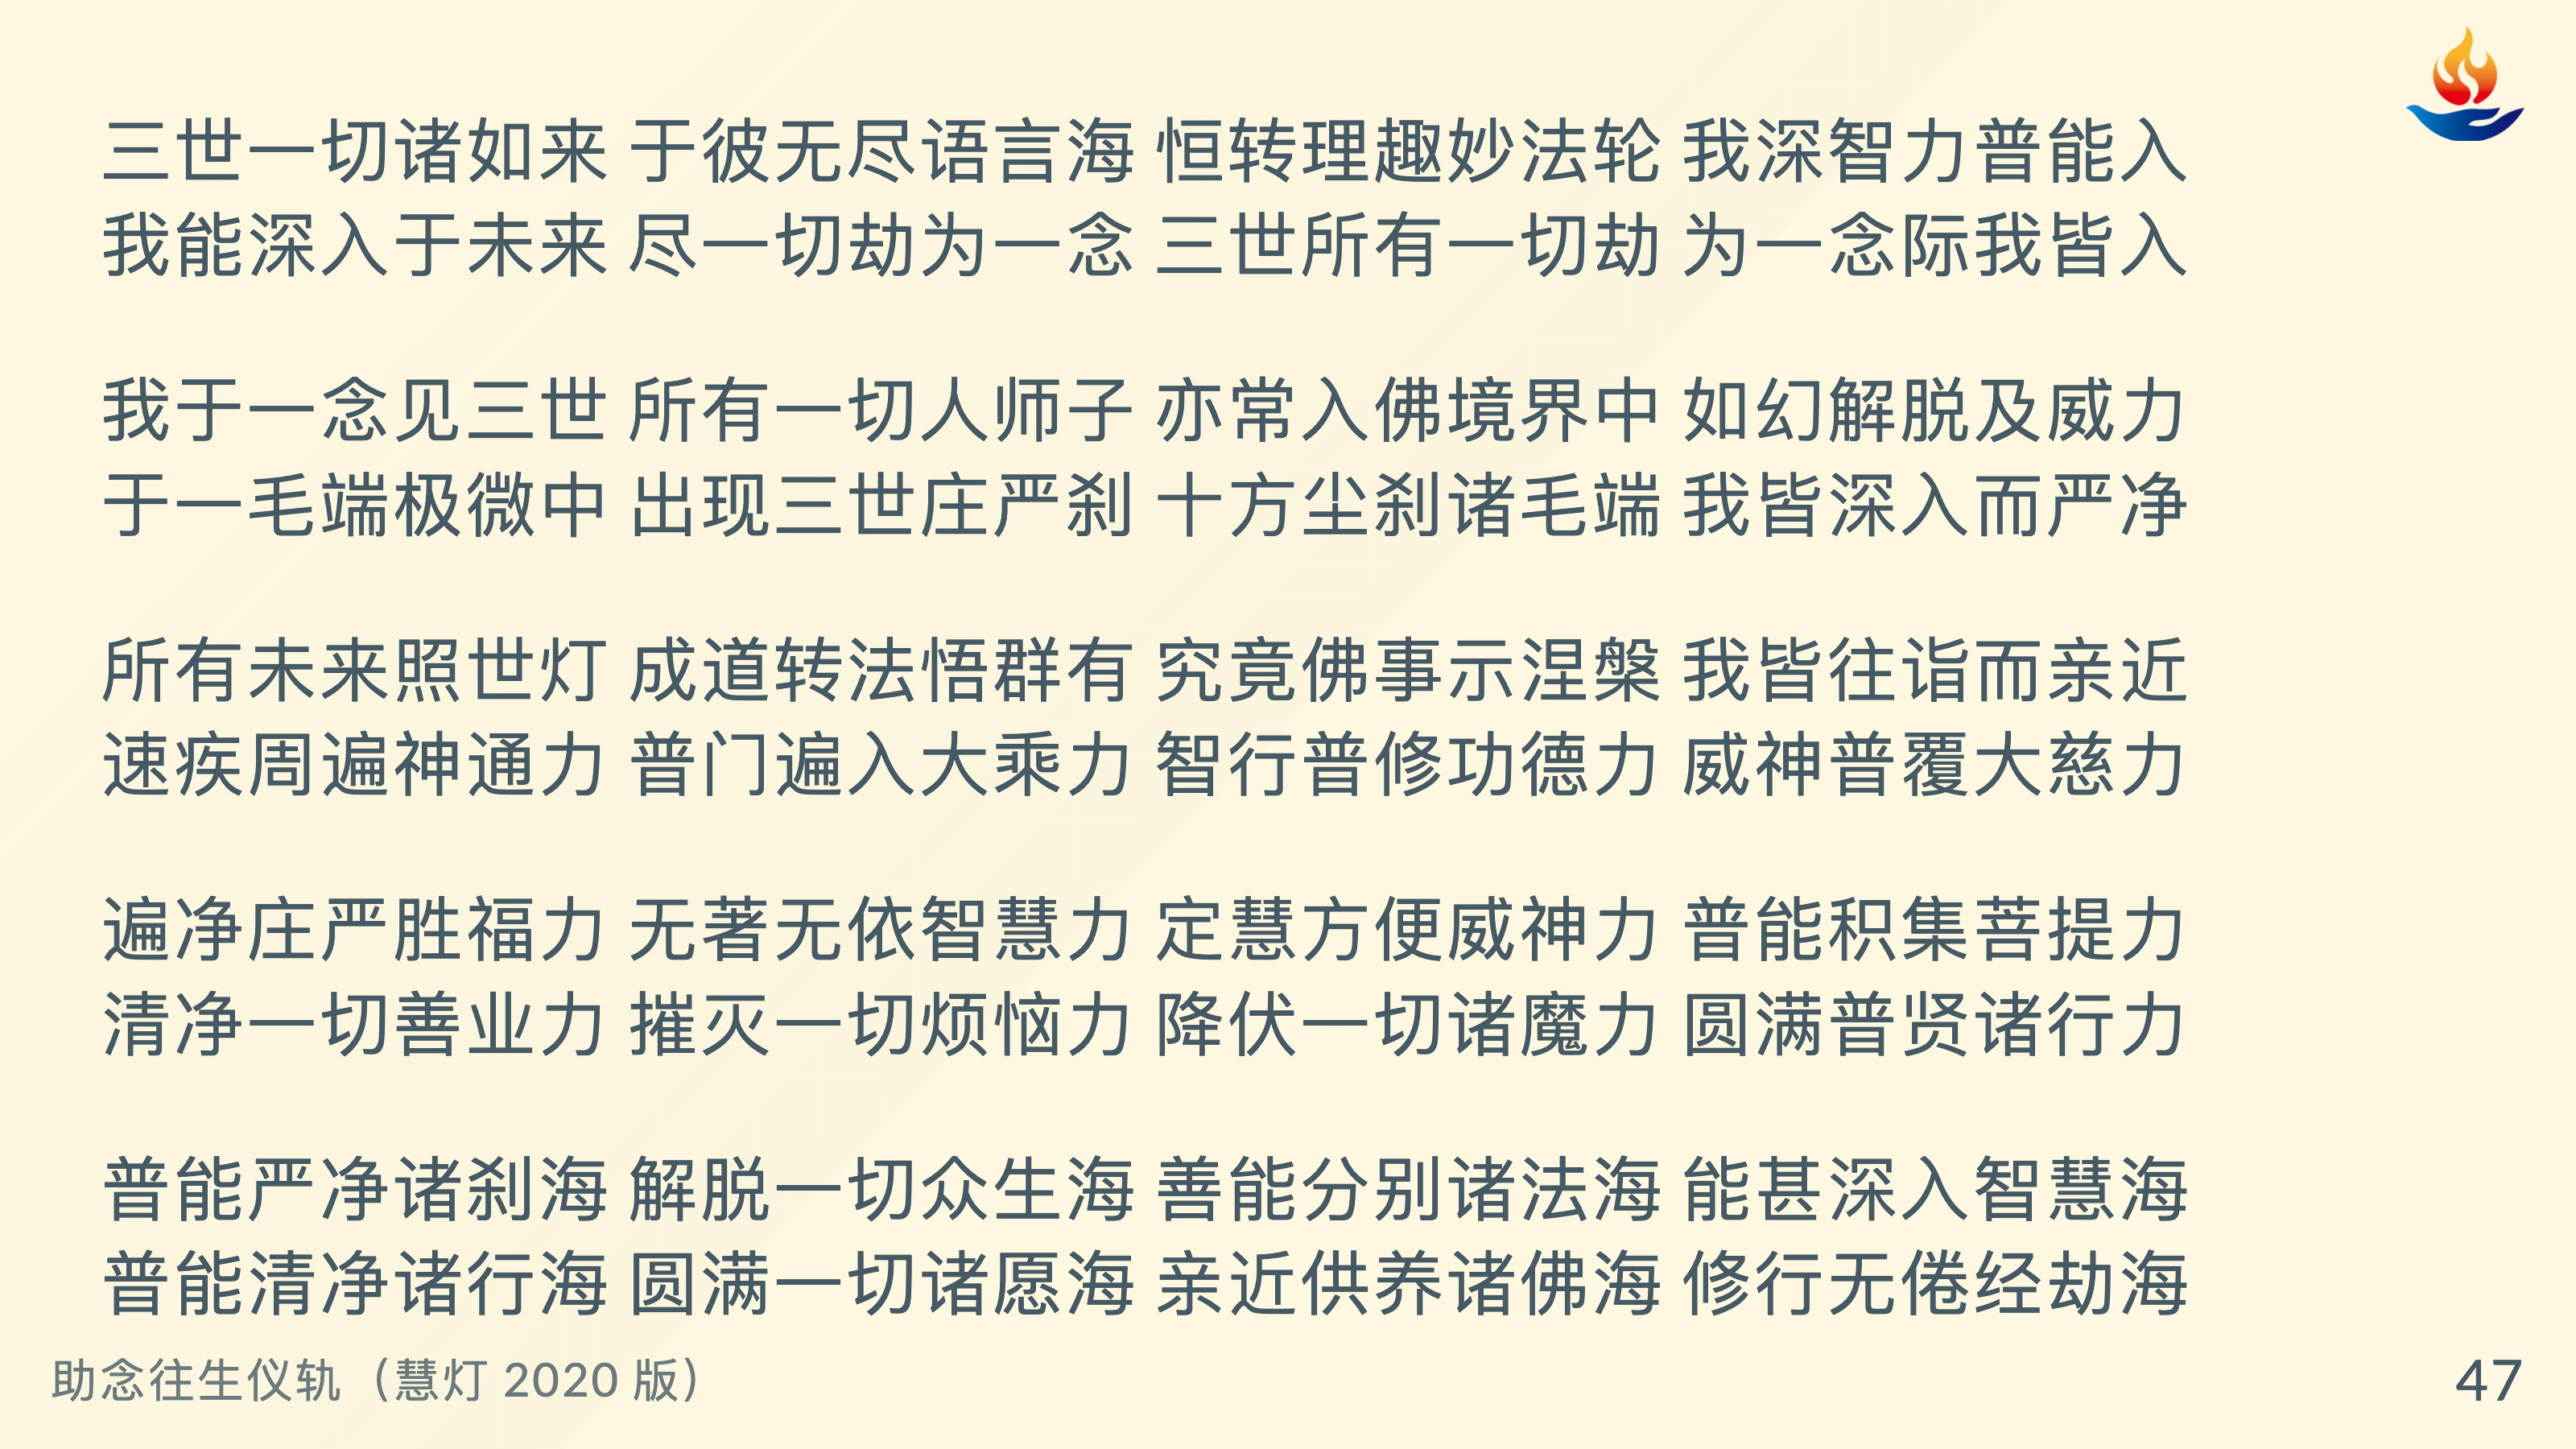 三世一切诸如来 于彼无尽语言海 恒转理趣妙法轮 我深智力普能入
我能深入于未来 尽一切劫为一念 三世所有一切劫 为一念际我皆入
我于一念见三世 所有一切人师子 亦常入佛境界中 如幻解脱及威力
于一毛端极微中 出现三世庄严刹 十方尘刹诸毛端 我皆深入而严净
所有未来照世灯 成道转法悟群有 究竟佛事示涅槃 我皆往诣而亲近
速疾周遍神通力 普门遍入大乘力 智行普修功德力 威神普覆大慈力
遍净庄严胜福力 无著无依智慧力 定慧方便威神力 普能积集菩提力
清净一切善业力 摧灭一切烦恼力 降伏一切诸魔力 圆满普贤诸行力
普能严净诸刹海 解脱一切众生海 善能分别诸法海 能甚深入智慧海
普能清净诸行海 圆满一切诸愿海 亲近供养诸佛海 修行无倦经劫海
助念往生仪轨（慧灯 2020 版）
47